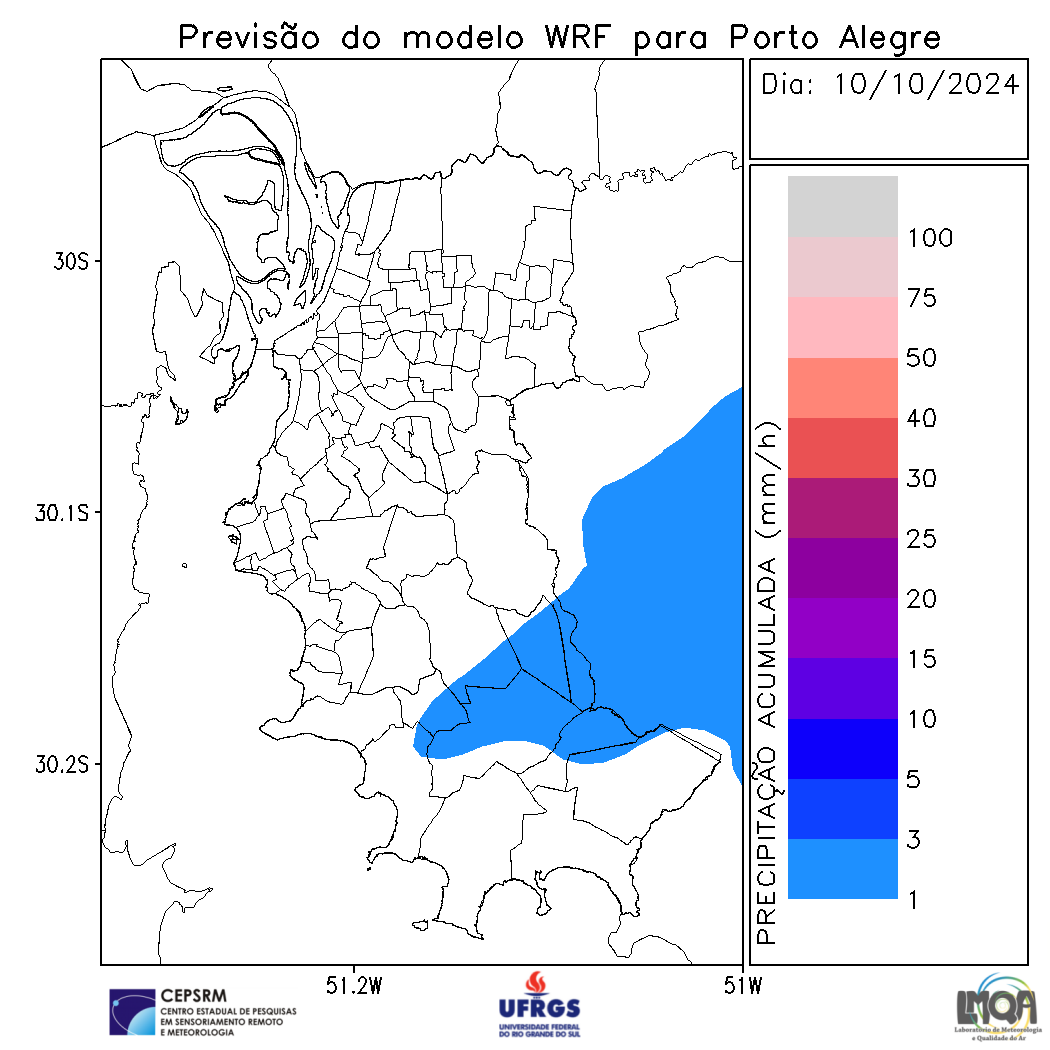 Previsão do modelo WRF para Porto Alegre
Dia: 10/10/2024
30S
30.1S
30.2S
51.2W
51W
PRECIPITAÇÃO ACUMULADA (mm/h)
100
75
50
40
30
25
20
15
10
5
3
1
CEPSRM
CENTRO ESTADUAL DE PESQUISAS
EM SENSORIAMENTO REMOTO
E METEOROLOGIA
UFRGS
UNIVERSIDADE FEDERAL
DO RIO GRANDE DO SUL
LMQA
Laboratório de Meteorologia
e Qualidade do Ar